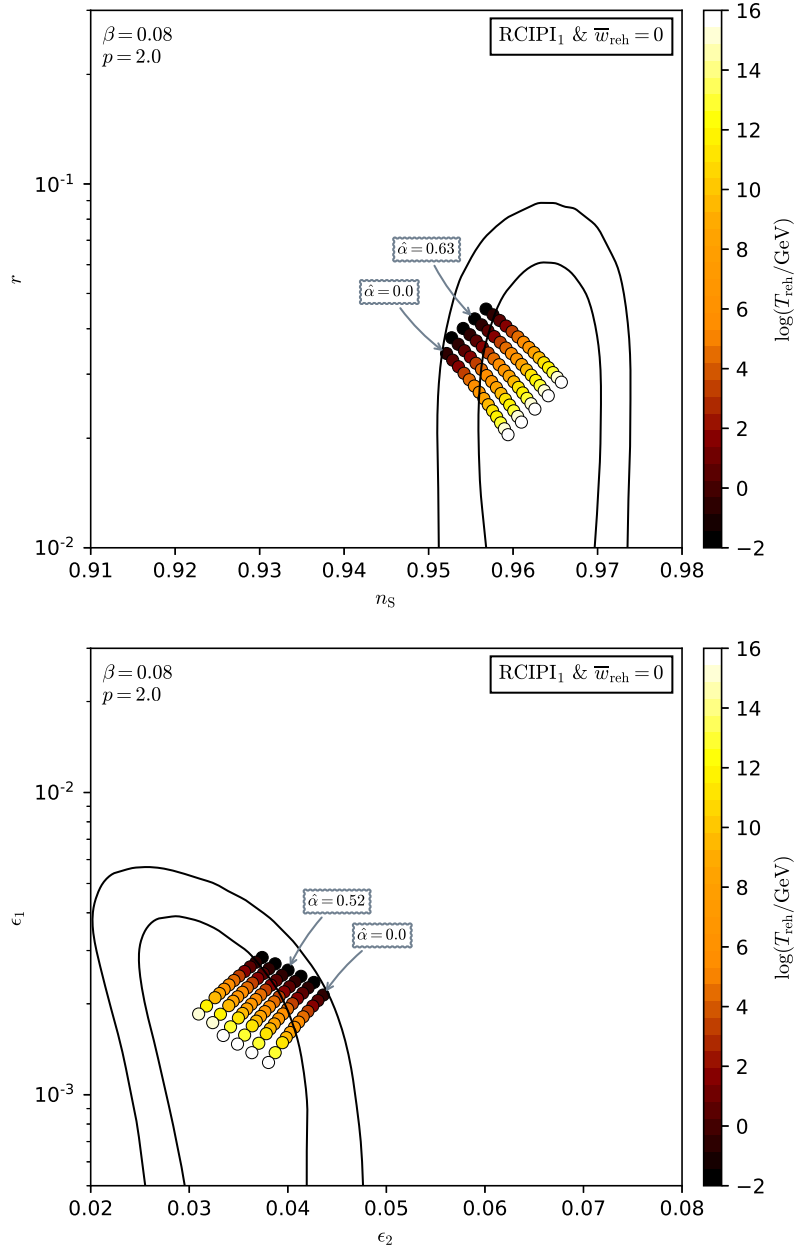 β = 0.08
p = 2.0
RCIPI₁ & w̅_reh = 0
α̂ = 0.63
α̂ = 0.0
r
10⁻¹
10⁻²
0.91 0.92 0.93 0.94 0.95 0.96 0.97 0.98
n_S
16
14
12
10
8
6
4
2
0
−2
log(T_reh/GeV)
β = 0.08
p = 2.0
RCIPI₁ & w̅_reh = 0
α̂ = 0.52
α̂ = 0.0
ϵ₁
10⁻²
10⁻³
0.02 0.03 0.04 0.05 0.06 0.07 0.08
ϵ₂
16
14
12
10
8
6
4
2
0
−2
log(T_reh/GeV)